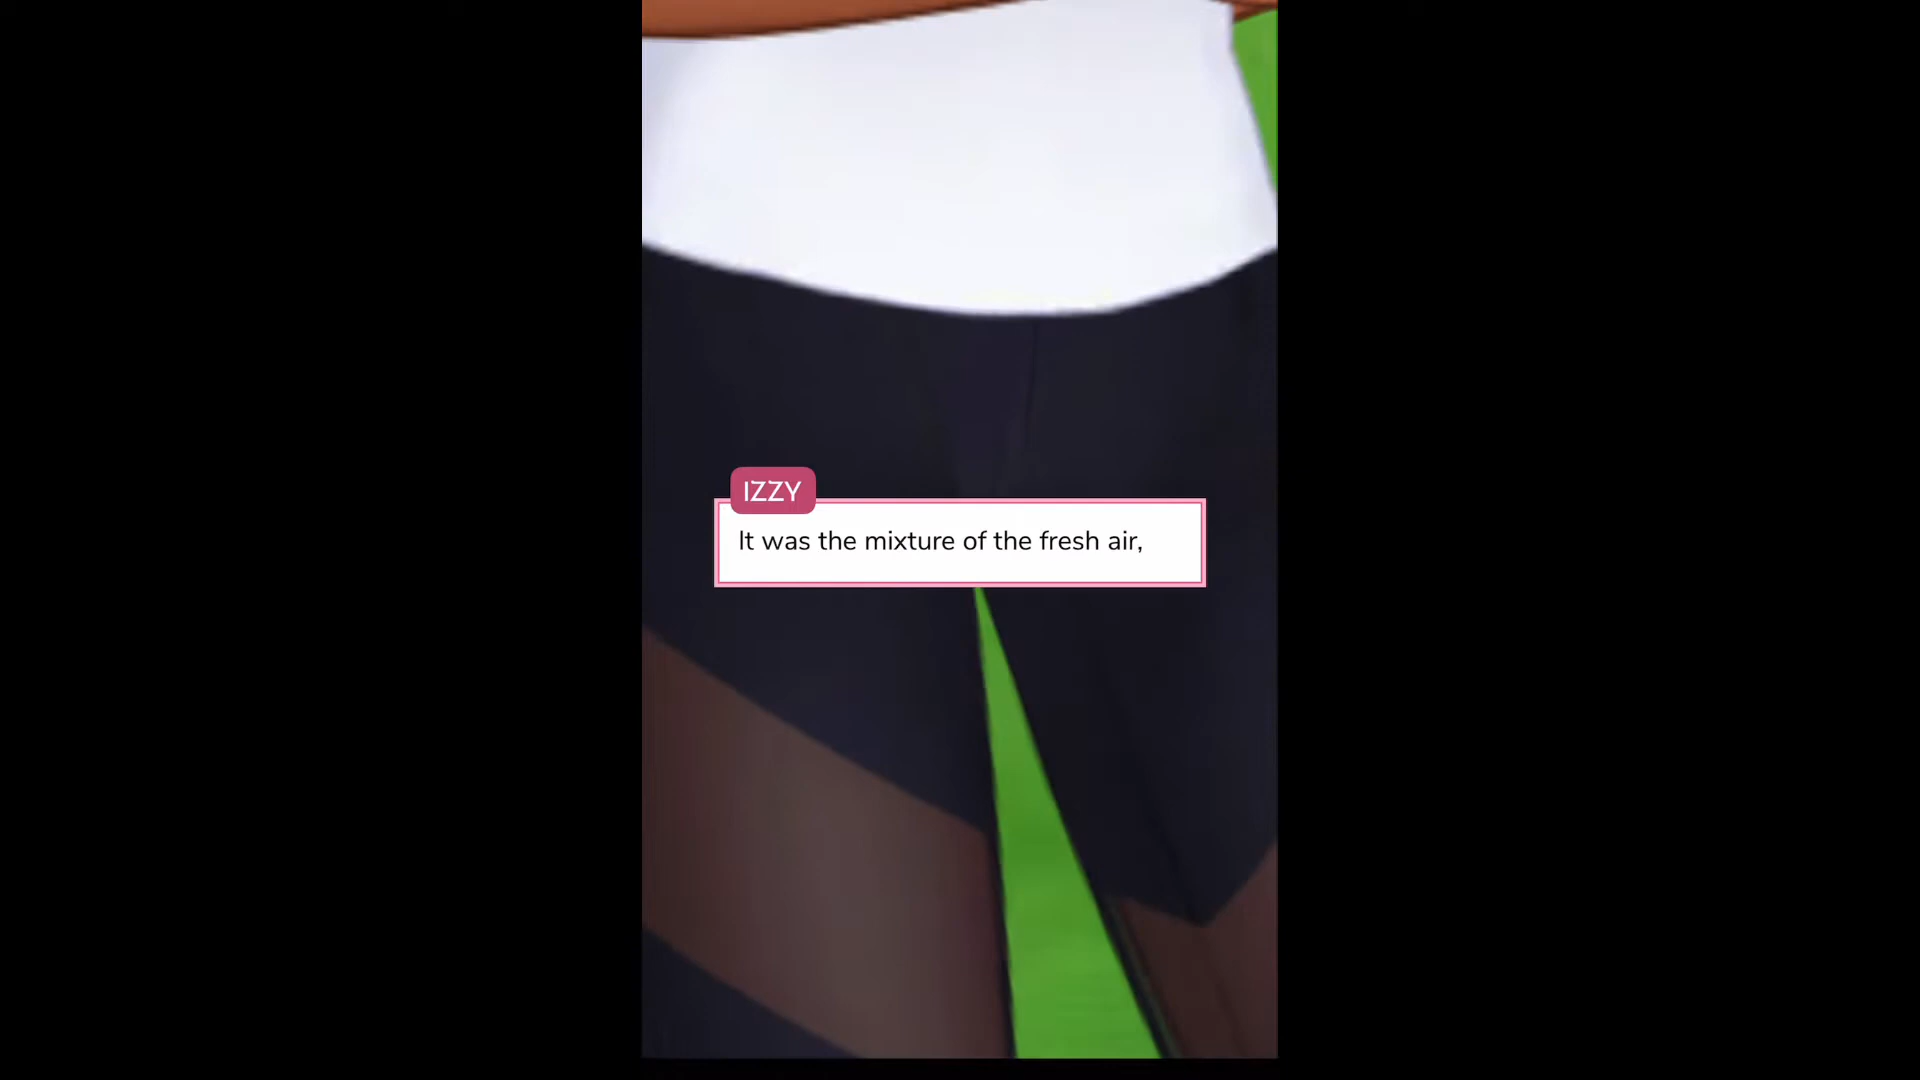 IZZY
It was the mixture of the fresh air,